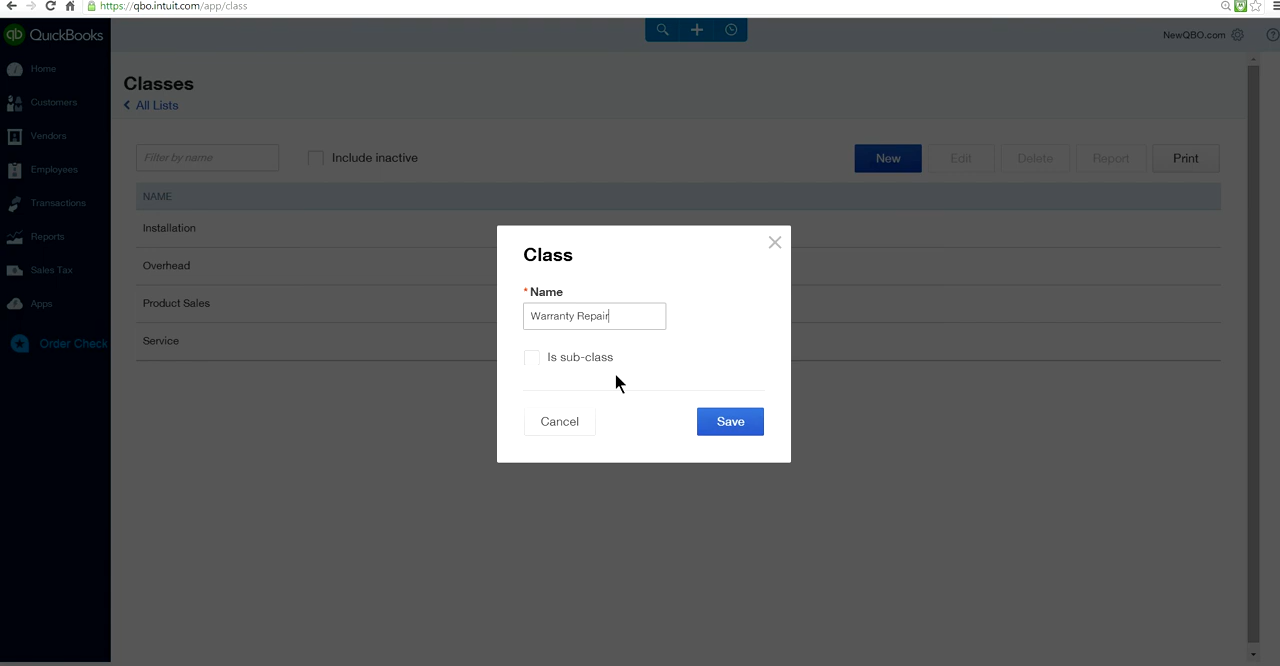 https://qbo.intuit.com/app/class
qb QuickBooks
NewQBO.com
Home
Customers
Vendors
Employees
Transactions
Reports
Sales Tax
Apps
Order Check
Classes
All Lists
Filter by name
Include inactive
New Edit Delete Report Print
NAME
Installation
Overhead
Product Sales
Service
Class
* Name
Warranty Repair
Is sub-class
Cancel
Save